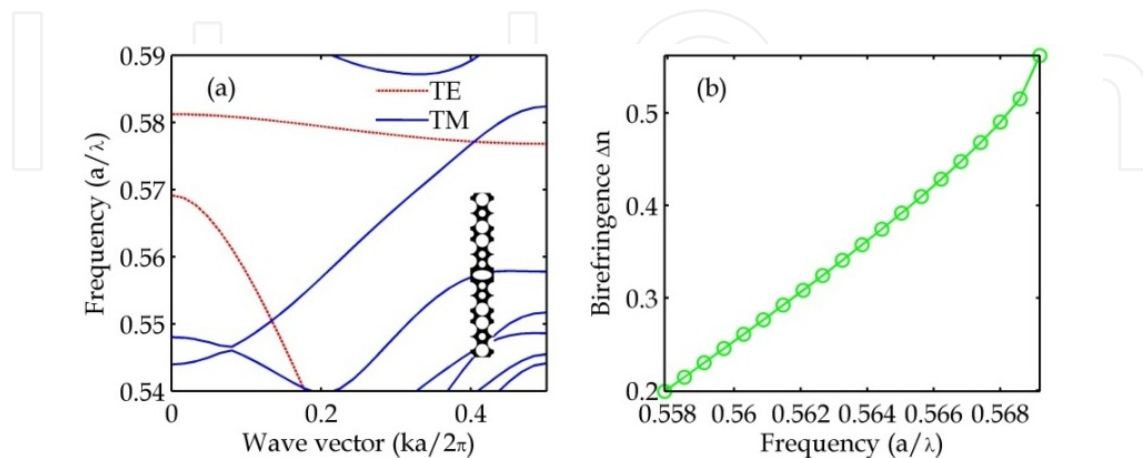 0.59
0.58
0.57
0.56
0.55
0.54
Frequency (a/λ)
(a)
TE
TM
0
0.2
0.4
Wave vector (ka/2π)
0.5
0.4
0.3
0.2
Birefringence Δn
(b)
0.558 0.56 0.562 0.564 0.566 0.568
Frequency (a/λ)